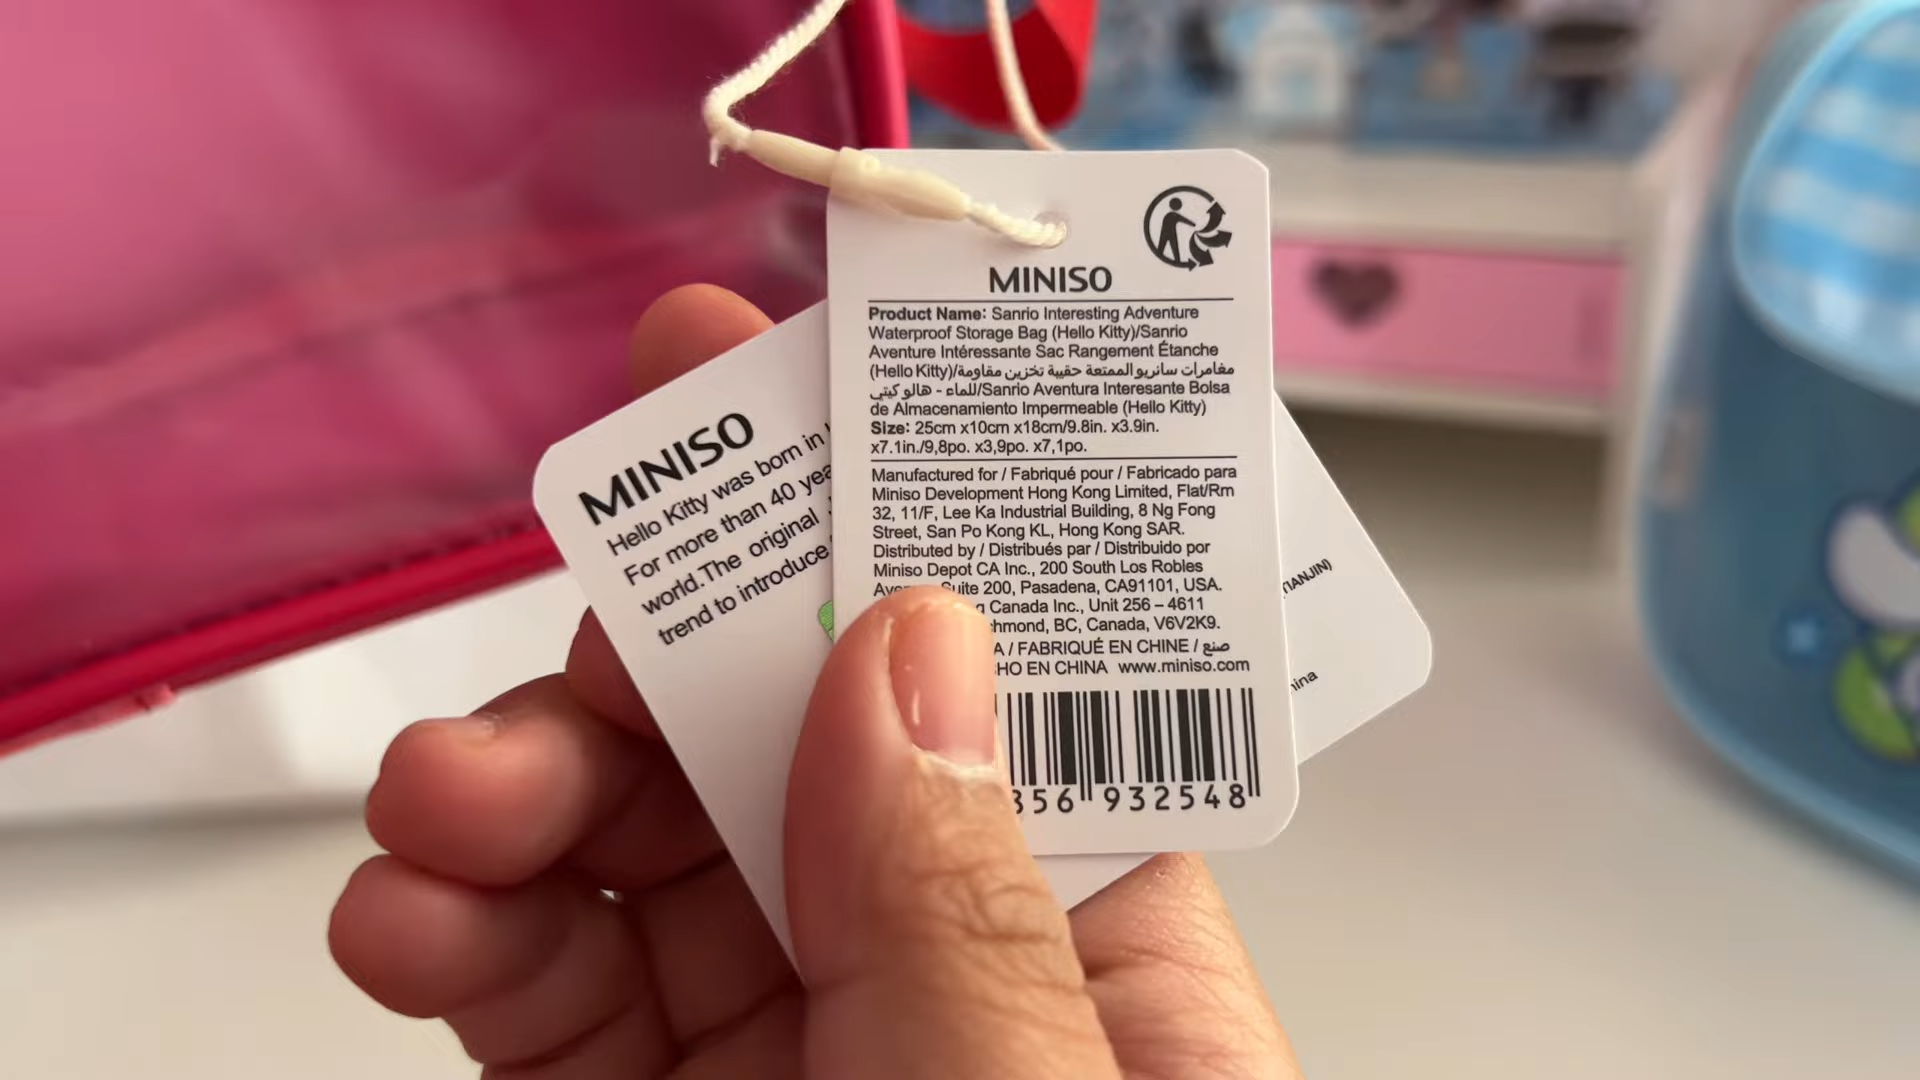 MINISO
Product Name: Sanrio Interesting Adventure
Waterproof Storage Bag (Hello Kitty)/Sanrio
Aventure Intéressante Sac Rangement Étanche
(Hello Kitty)/مغامرات سانريو الممتعة حقيبة تخزين مقاومة
للماء - هالو كيتي/Sanrio Aventura Interesante Bolsa
de Almacenamiento Impermeable (Hello Kitty)
Size: 25cm x10cm x18cm/9.8in. x3.9in.
x7.1in./9,8po. x3,9po. x7,1po.
Manufactured for / Fabriqué pour / Fabricado para
Miniso Development Hong Kong Limited, Flat/Rm
32, 11/F, Lee Ka Industrial Building, 8 Ng Fong
Street, San Po Kong KL, Hong Kong SAR.
Distributed by / Distribués par / Distribuido por
Miniso Depot CA Inc., 200 South Los Robles
Suite 200, Pasadena, CA91101, USA.
Canada Inc., Unit 256 – 4611
BC, Canada, V6V2K9.
/ FABRIQUÉ EN CHINE / صنع
EN CHINA www.miniso.com
56 932548
MINISO
Hello Kitty was born in
For more than 40
world.The original
trend to introduce